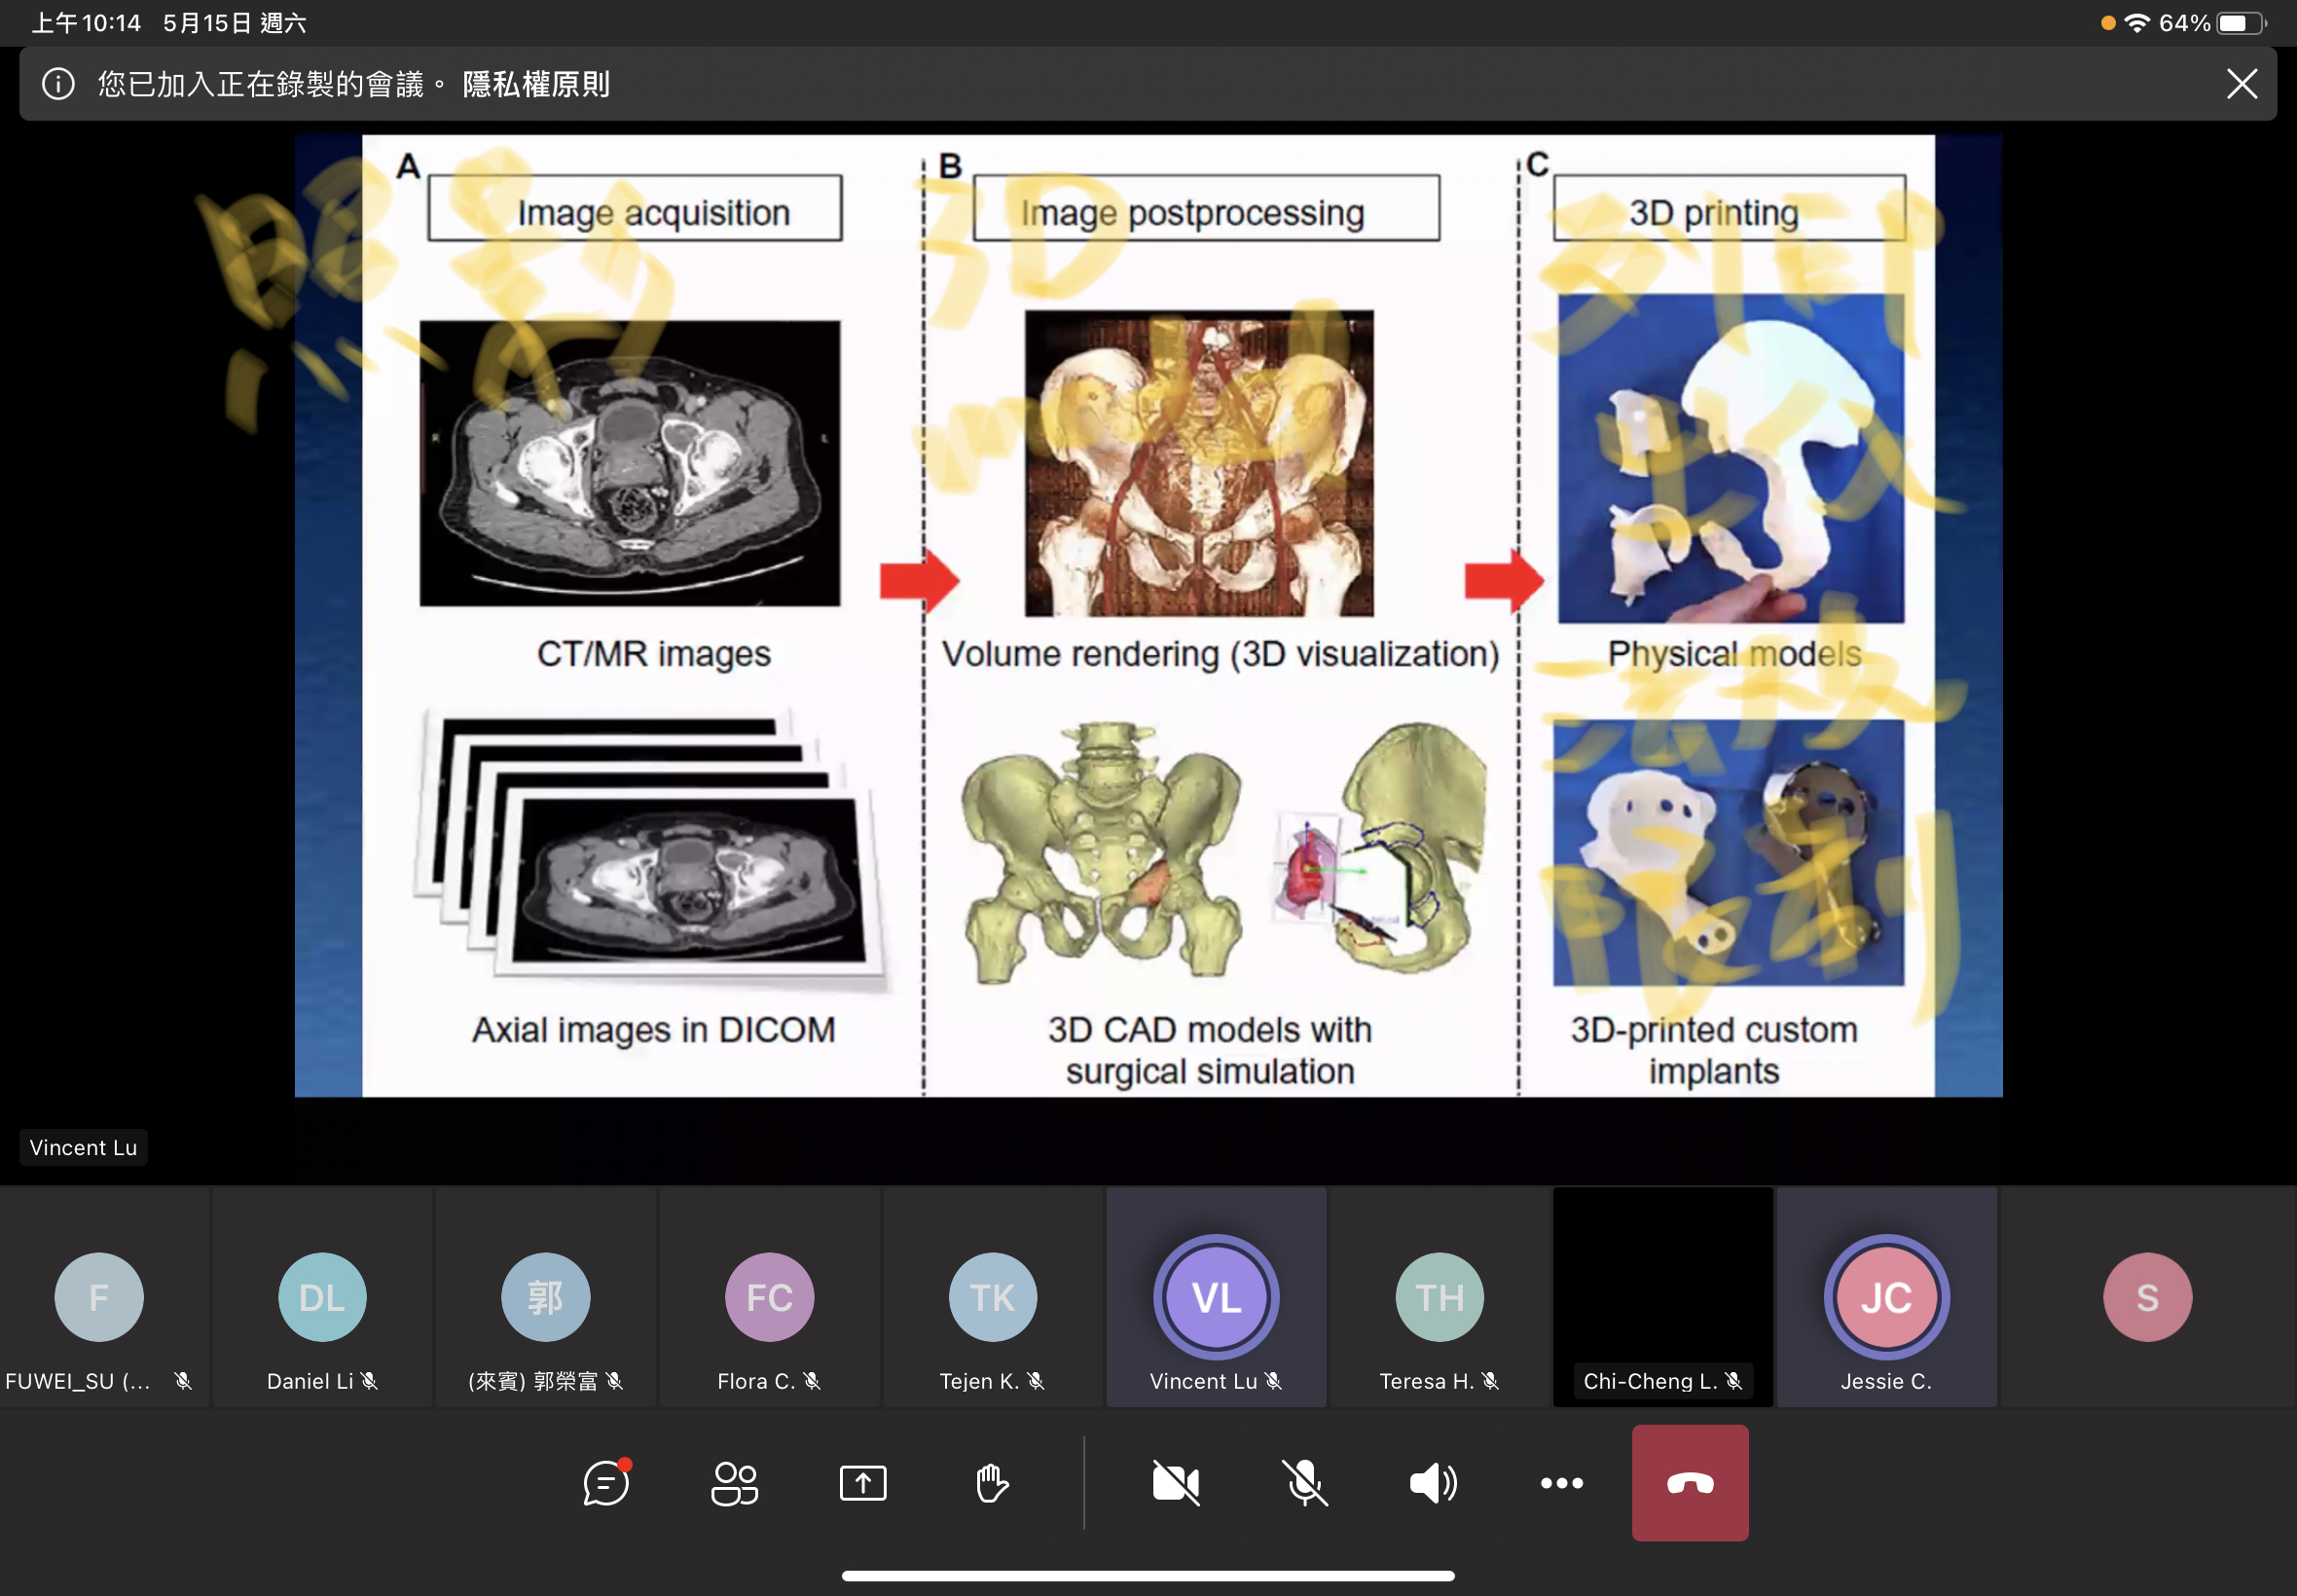 上午10:14 5月15日 週六
64%
您已加入正在錄製的會議。 隱私權原則
A
Image acquisition
B
Image postprocessing
C
3D printing
3D
CT/MR images
Volume rendering (3D visualization)
Physical models
Axial images in DICOM
3D CAD models with
surgical simulation
3D-printed custom
implants
Vincent Lu
F
DL
郭
FC
TK
VL
TH
JC
S
FUWEI_SU (...
Daniel Li
(來賓) 郭榮富
Flora C.
Tejen K.
Vincent Lu
Teresa H.
Chi-Cheng L.
Jessie C.